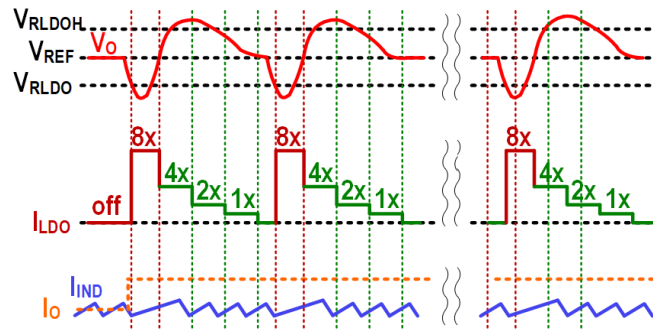 VRLDOH
VO
VREF
VRLDO
8x 8x 8x
4x 4x 4x
2x 2x 2x
1x 1x 1x
off
ILDO
IIND
IO